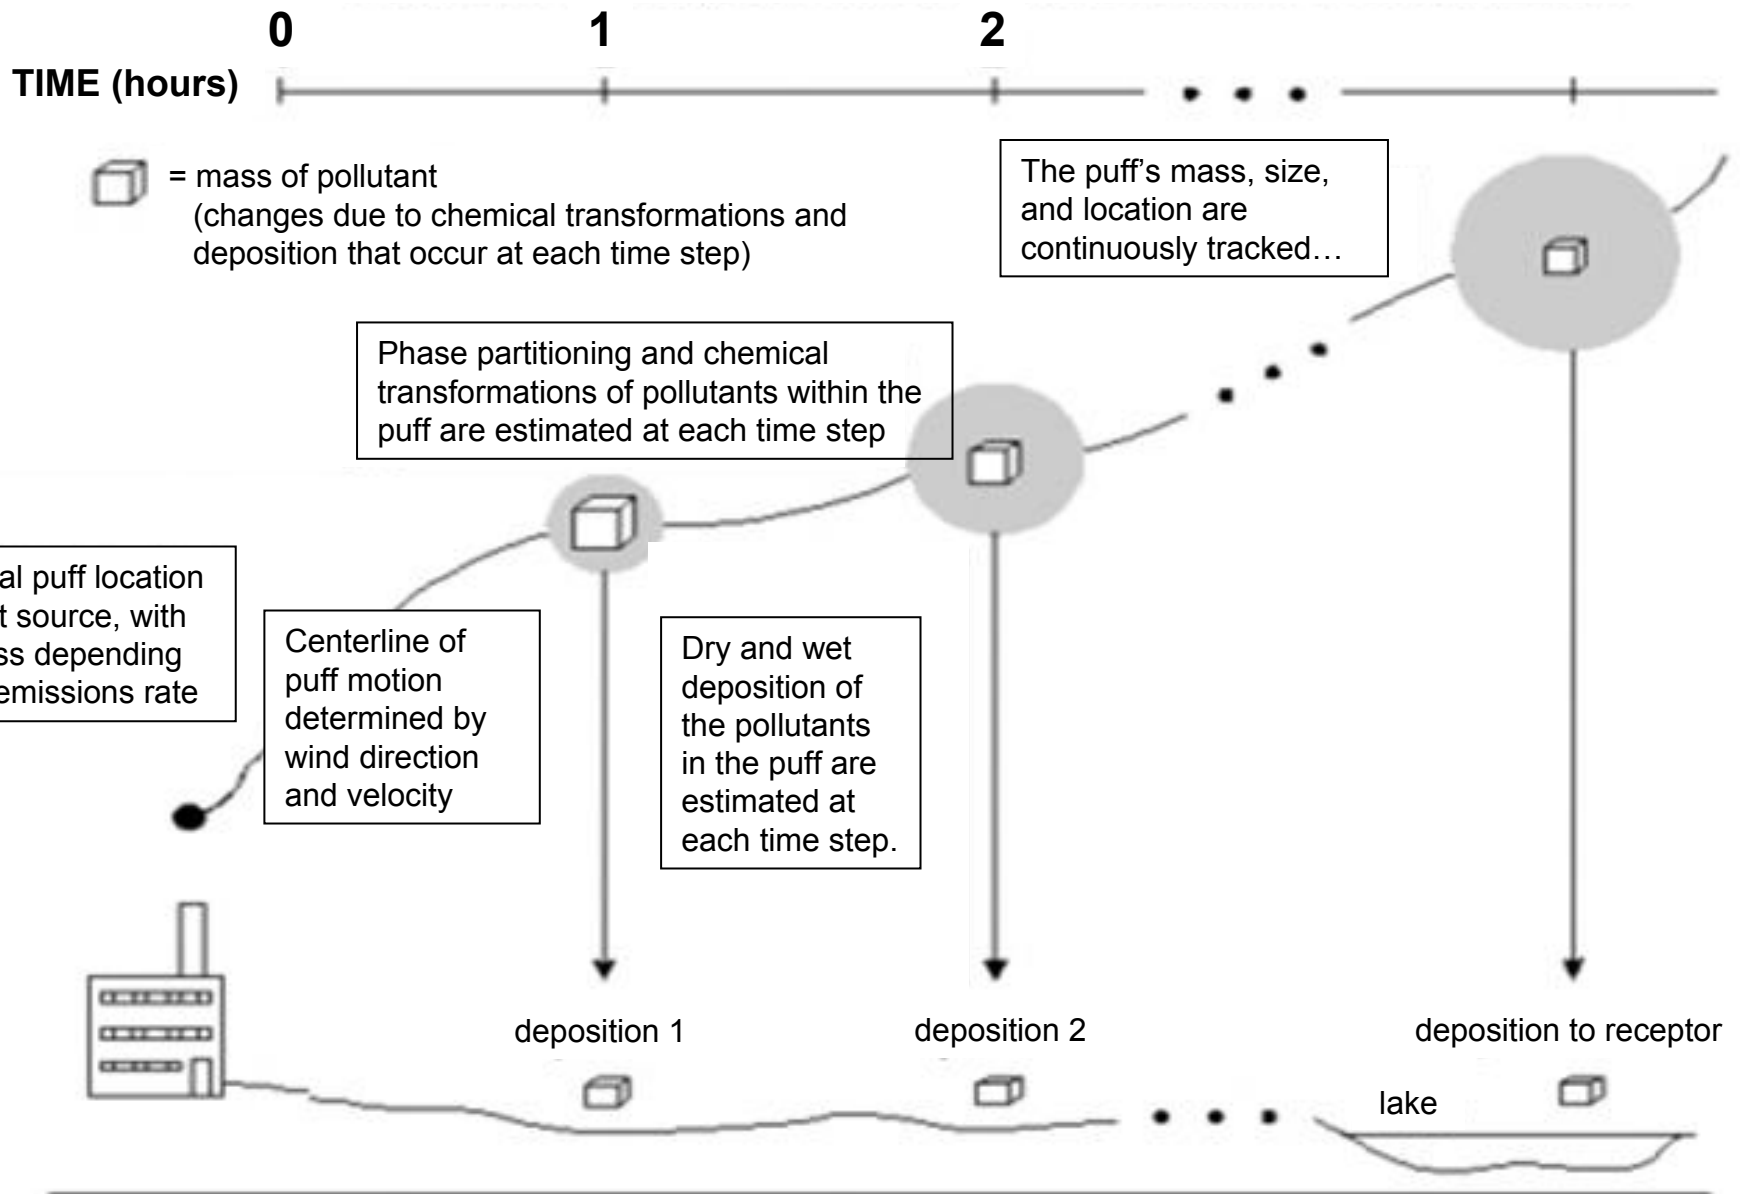 0 1 2
TIME (hours)
= mass of pollutant
(changes due to chemical transformations and
deposition that occur at each time step)
The puff’s mass, size,
and location are
continuously tracked…
Phase partitioning and chemical
transformations of pollutants within the
puff are estimated at each time step
puff location
source, with
depending
emissions rate
Centerline of
puff motion
determined by
wind direction
and velocity
Dry and wet
deposition of
the pollutants
in the puff are
estimated at
each time step.
deposition 1
deposition 2
deposition to receptor
lake